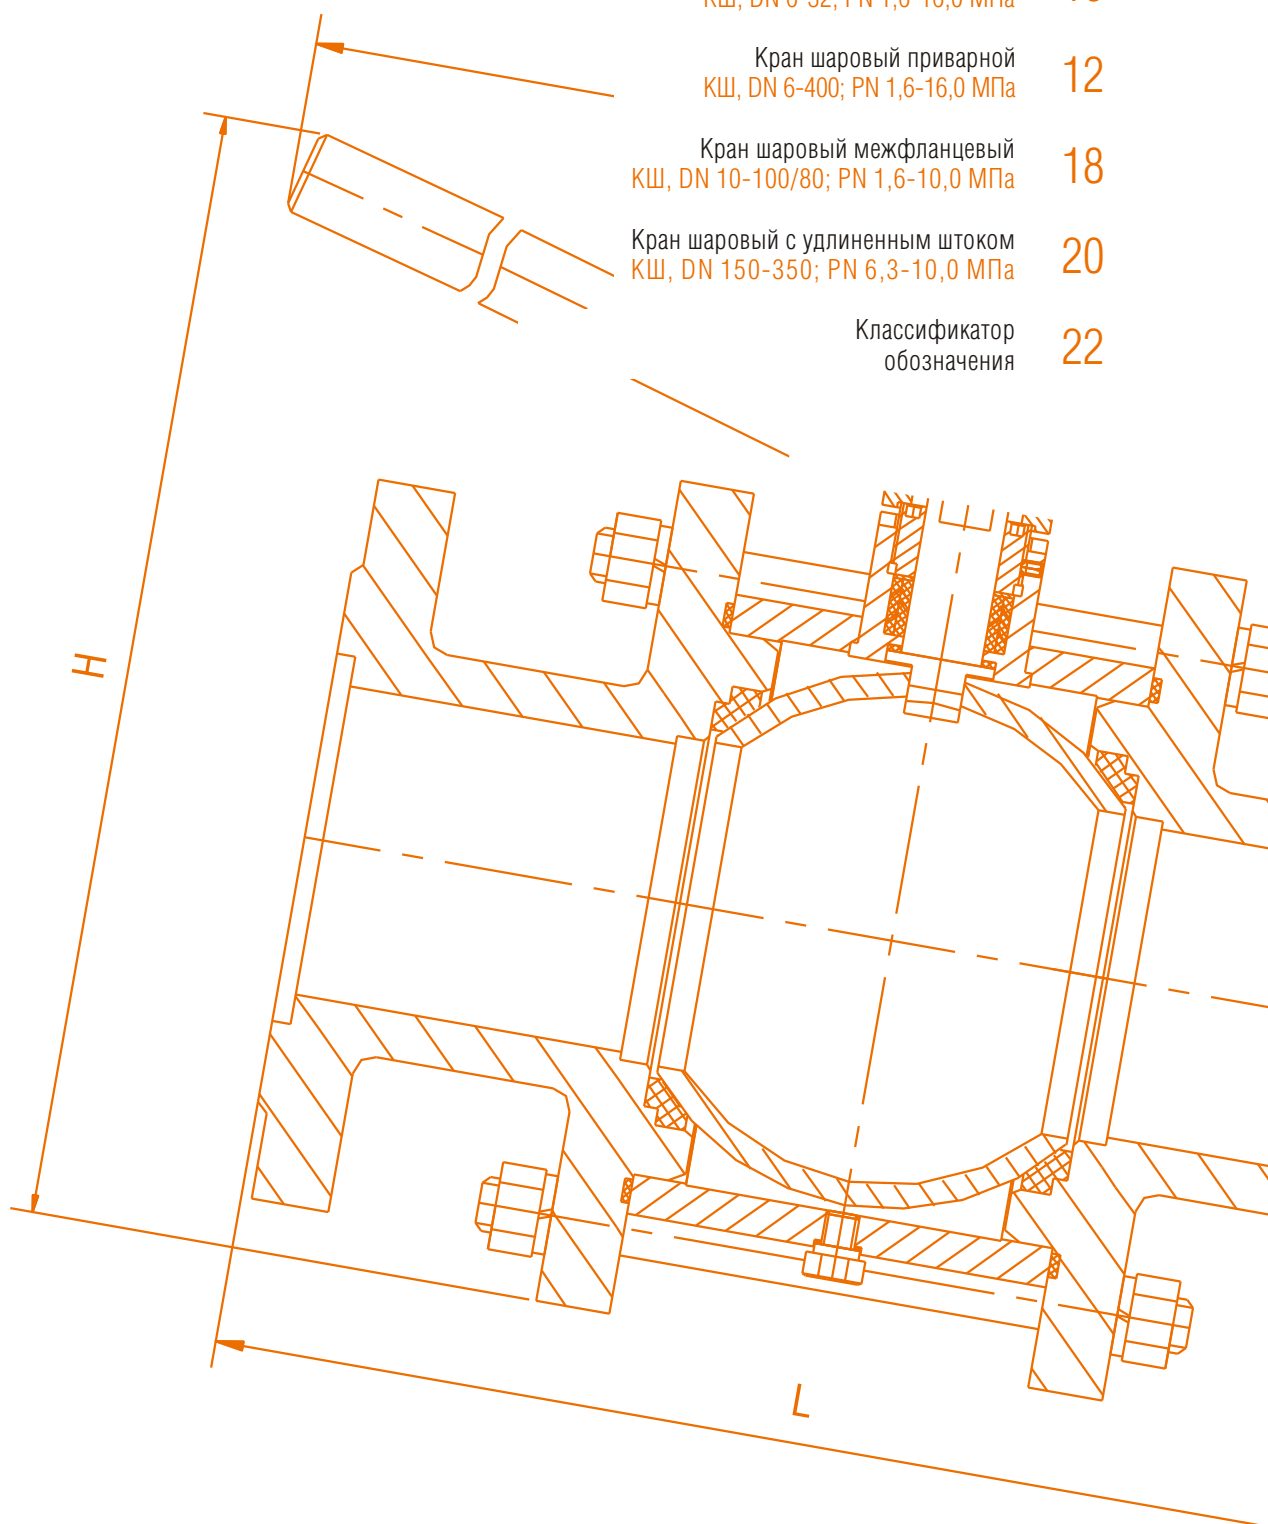 Кран шаровый приварной
КШ, DN 6-400; PN 1,6-16,0 МПа
12
Кран шаровый межфланцевый
КШ, DN 10-100/80; PN 1,6-10,0 МПа
18
Кран шаровый с удлиненным штоком
КШ, DN 150-350; PN 6,3-10,0 МПа
20
Классификатор
обозначения
22
H
L